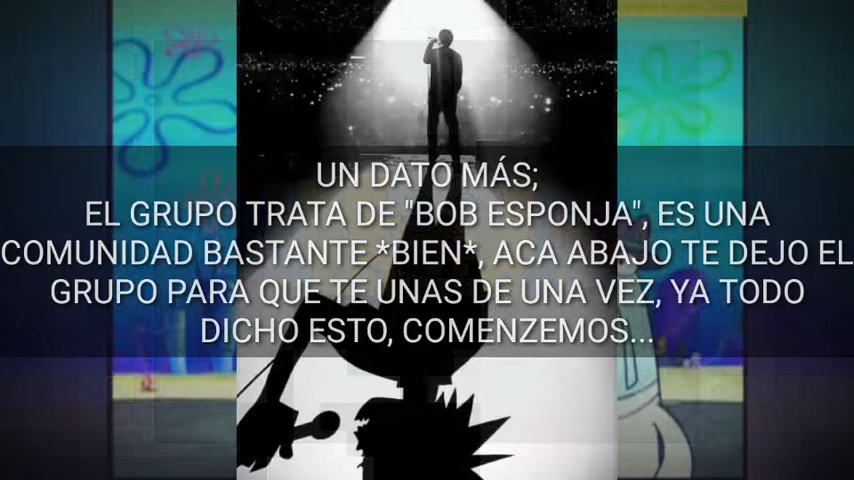 UN DATO MÁS;
EL GRUPO TRATA DE "BOB ESPONJA", ES UNA
COMUNIDAD BASTANTE *BIEN*, ACA ABAJO TE DEJO EL
GRUPO PARA QUE TE UNAS DE UNA VEZ, YA TODO
DICHO ESTO, COMENZEMOS...